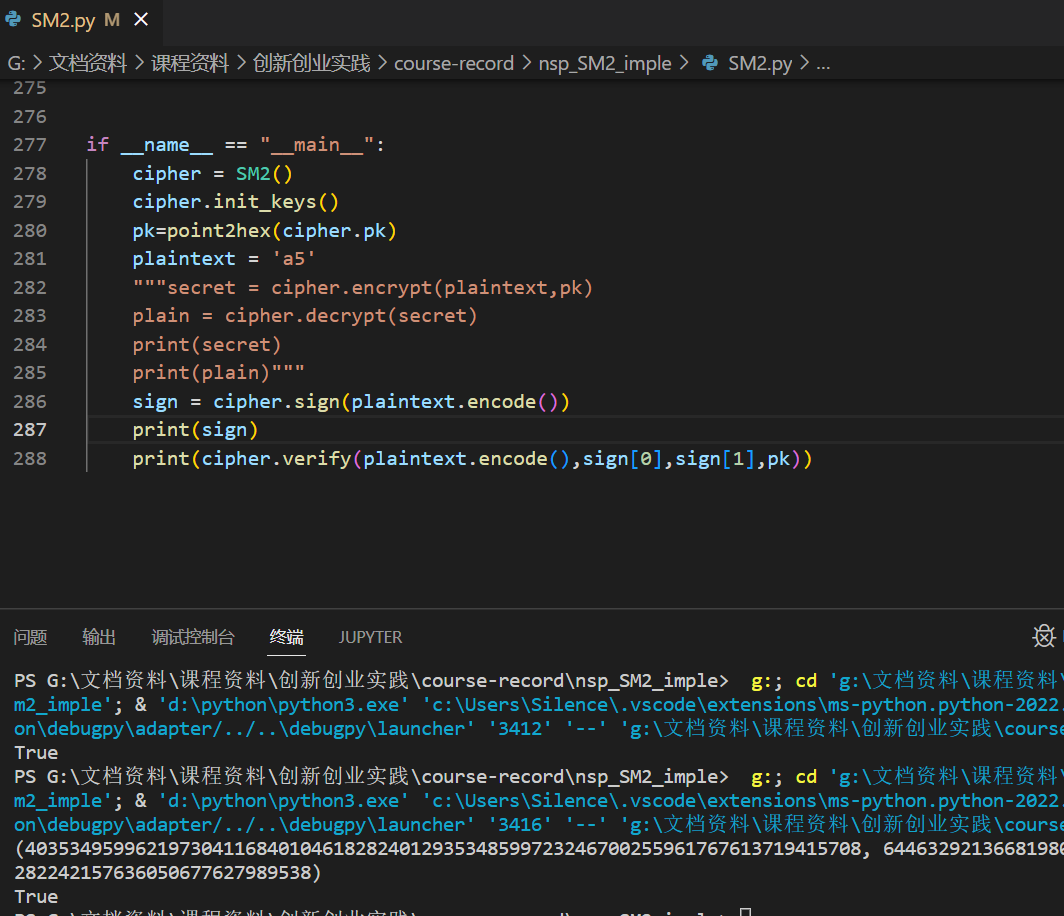 SM2.py M
G: > 文档资料 > 课程资料 > 创新创业实践 > course-record > nsp_SM2_imple > SM2.py > ...
275
276
277 if __name__ == "__main__":
278 cipher = SM2()
279 cipher.init_keys()
280 pk=point2hex(cipher.pk)
281 plaintext = 'a5'
282 """secret = cipher.encrypt(plaintext,pk)
283 plain = cipher.decrypt(secret)
284 print(secret)
285 print(plain)"""
286 sign = cipher.sign(plaintext.encode())
287 print(sign)
288 print(cipher.verify(plaintext.encode(),sign[0],sign[1],pk))
问题 输出 调试控制台 终端 JUPYTER
PS G:\文档资料\课程资料\创新创业实践\course-record\nsp_SM2_imple> g:; cd 'g:\文档资料\课程资料\
m2_imple'; & 'd:\python\python3.exe' 'c:\Users\Silence\.vscode\extensions\ms-python.python-2022.
on\debugpy\adapter/../..\debugpy\launcher' '3412' '--' 'g:\文档资料\课程资料\创新创业实践\course
True
PS G:\文档资料\课程资料\创新创业实践\course-record\nsp_SM2_imple> g:; cd 'g:\文档资料\课程资料\
m2_imple'; & 'd:\python\python3.exe' 'c:\Users\Silence\.vscode\extensions\ms-python.python-2022.
on\debugpy\adapter/../..\debugpy\launcher' '3416' '--' 'g:\文档资料\课程资料\创新创业实践\course
(40353495996219730411684010461828240129353485997232467002559617676137194157​08, 6446329213668198
282242157636050677627989538)
True